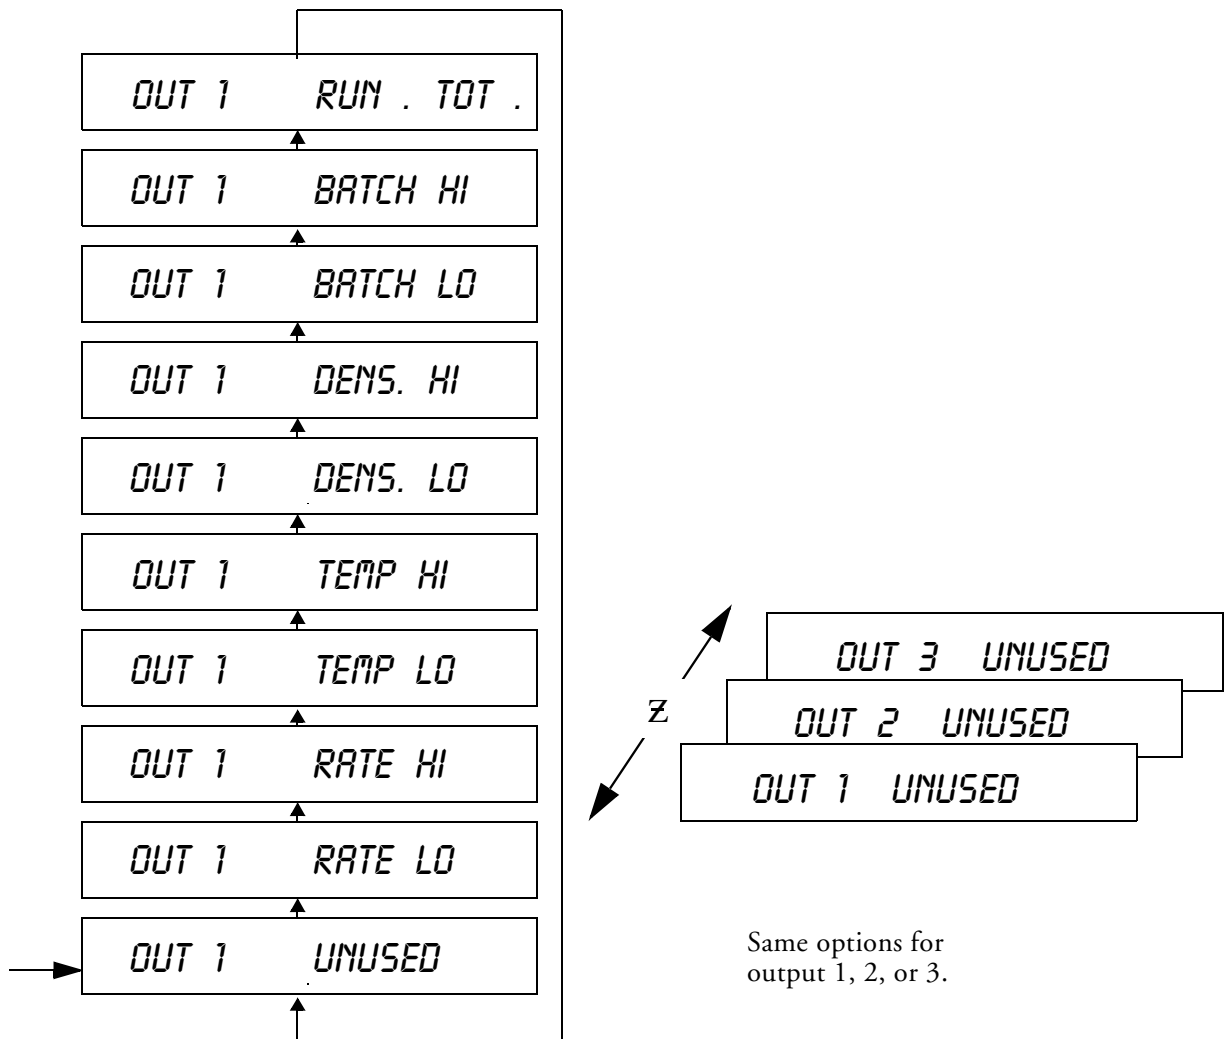 OUT 1 RUN . TOT .
OUT 1 BATCH HI
OUT 1 BATCH LO
OUT 1 DENS. HI
OUT 1 DENS. LO
OUT 1 TEMP HI
OUT 1 TEMP LO
OUT 1 RATE HI
OUT 1 RATE LO
OUT 1 UNUSED
Ƶ
OUT 3 UNUSED
OUT 2 UNUSED
OUT 1 UNUSED
Same options for
output 1, 2, or 3.